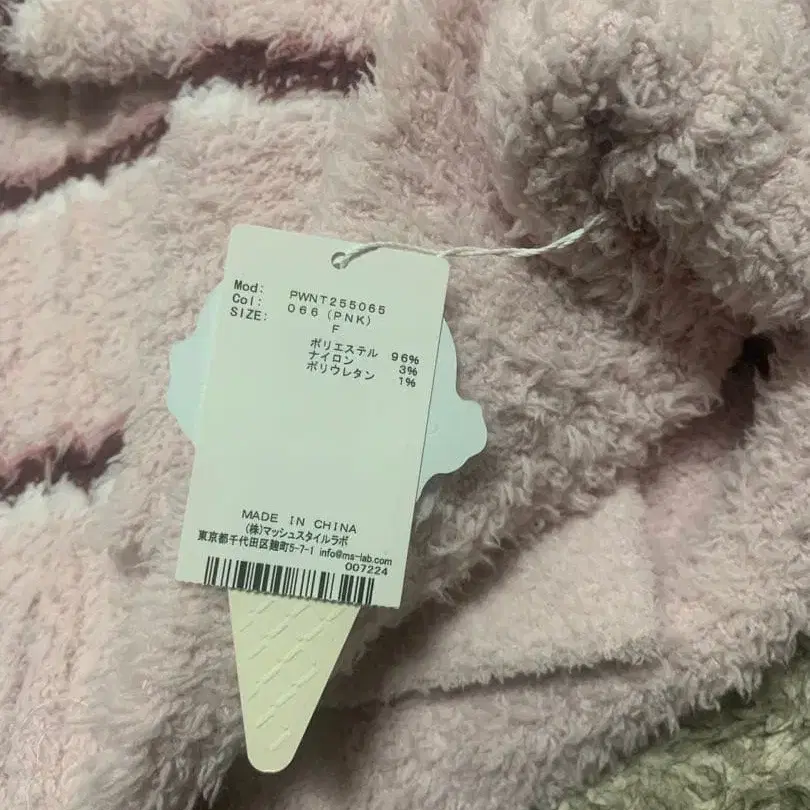 Mod: PWNT255065
Col: 066 (PNK)
SIZE: F
ポリエステル 96%
ナイロン 3%
ポリウレタン 1%
MADE IN CHINA
(株)マッシュスタイルラボ
東京都千代田区麹町5-7-1 info@ms-lab.com
007224